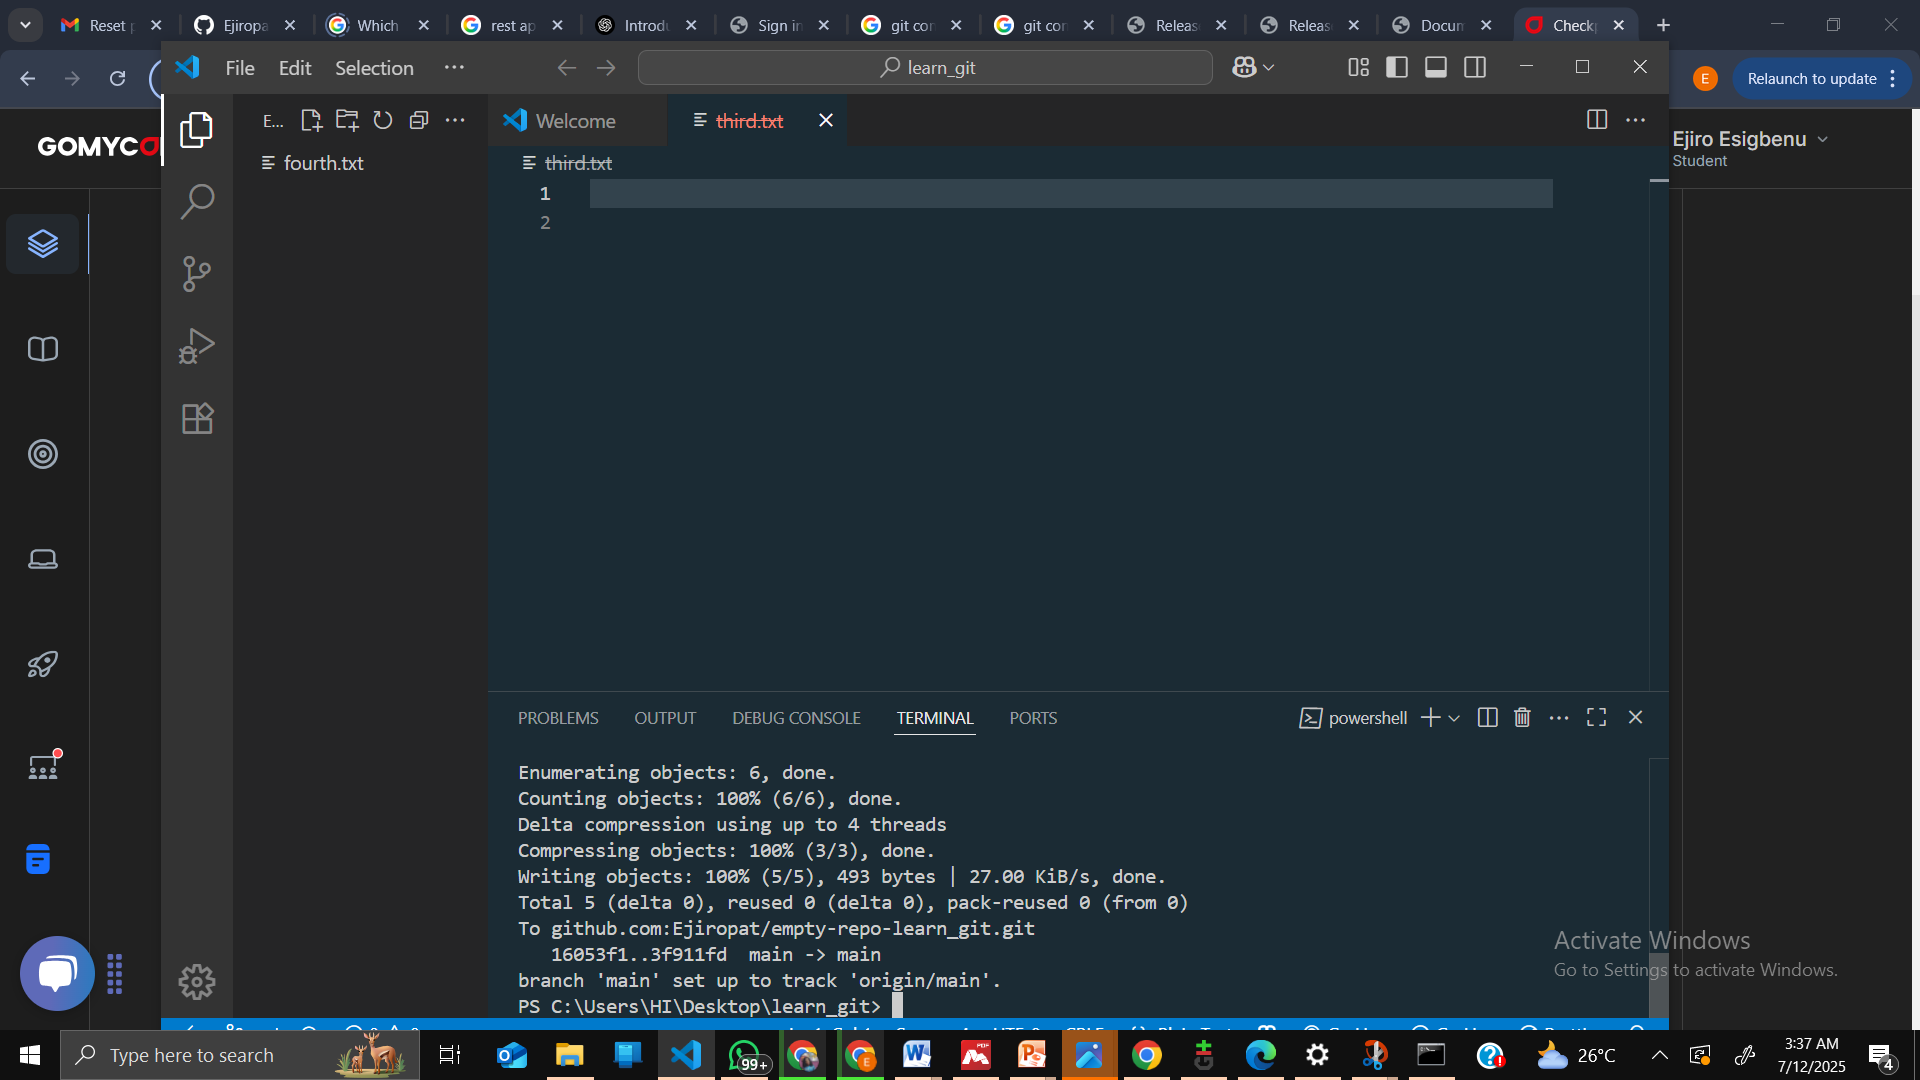 Reset p
Ejiropa
Which
rest ap
Introdu
Sign in
git con
git con
Releas
Releas
Docum
Check
Relaunch to update
File Edit Selection
learn_git
E
GOMYCO
Ejiro Esigbenu
Student
E...
Welcome
third.txt
fourth.txt
third.txt
1
2
PROBLEMS OUTPUT DEBUG CONSOLE TERMINAL PORTS
powershell
Enumerating objects: 6, done.
Counting objects: 100% (6/6), done.
Delta compression using up to 4 threads
Compressing objects: 100% (3/3), done.
Writing objects: 100% (5/5), 493 bytes | 27.00 KiB/s, done.
Total 5 (delta 0), reused 0 (delta 0), pack-reused 0 (from 0)
To github.com:Ejiropat/empty-repo-learn_git.git
16053f1..3f911fd main -> main
branch 'main' set up to track 'origin/main'.
PS C:\Users\HI\Desktop\learn_git>
Activate Windows
Go to Settings to activate Windows.
Type here to search
99+
26°C
3:37 AM
7/12/2025
4